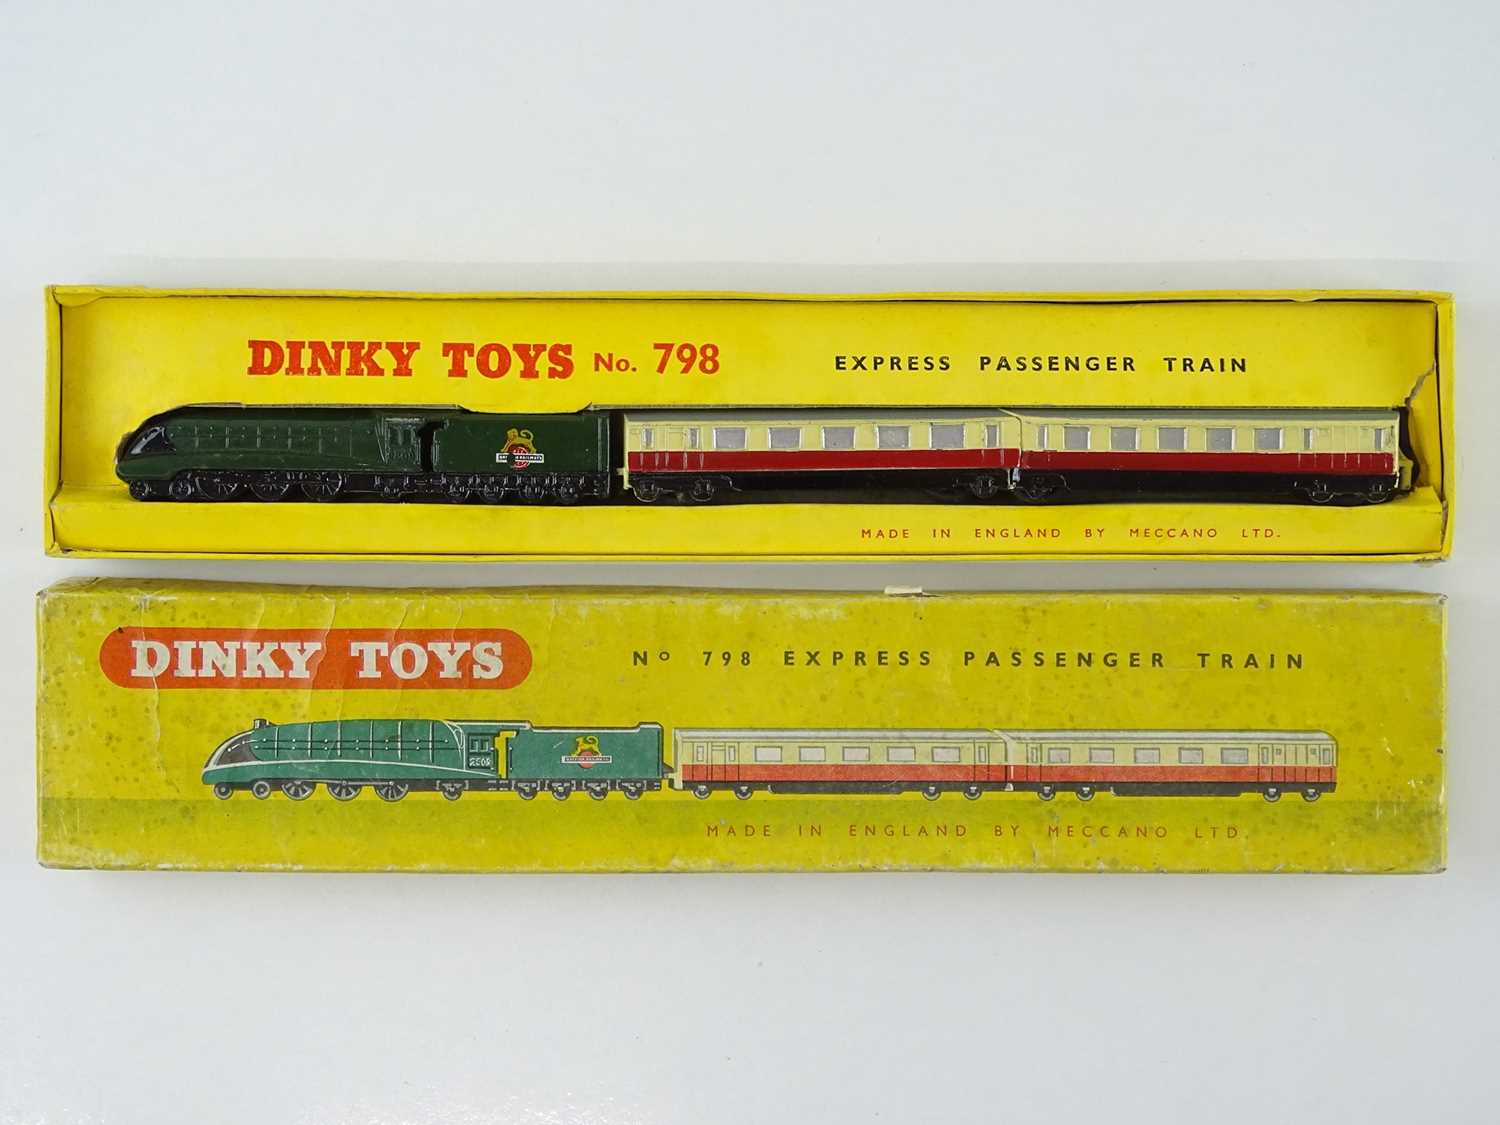 DINKY TOYS No. 798
EXPRESS PASSENGER TRAIN
MADE IN ENGLAND BY MECCANO LTD.
DINKY TOYS
No 798 EXPRESS PASSENGER TRAIN
MADE IN ENGLAND BY MECCANO LTD.